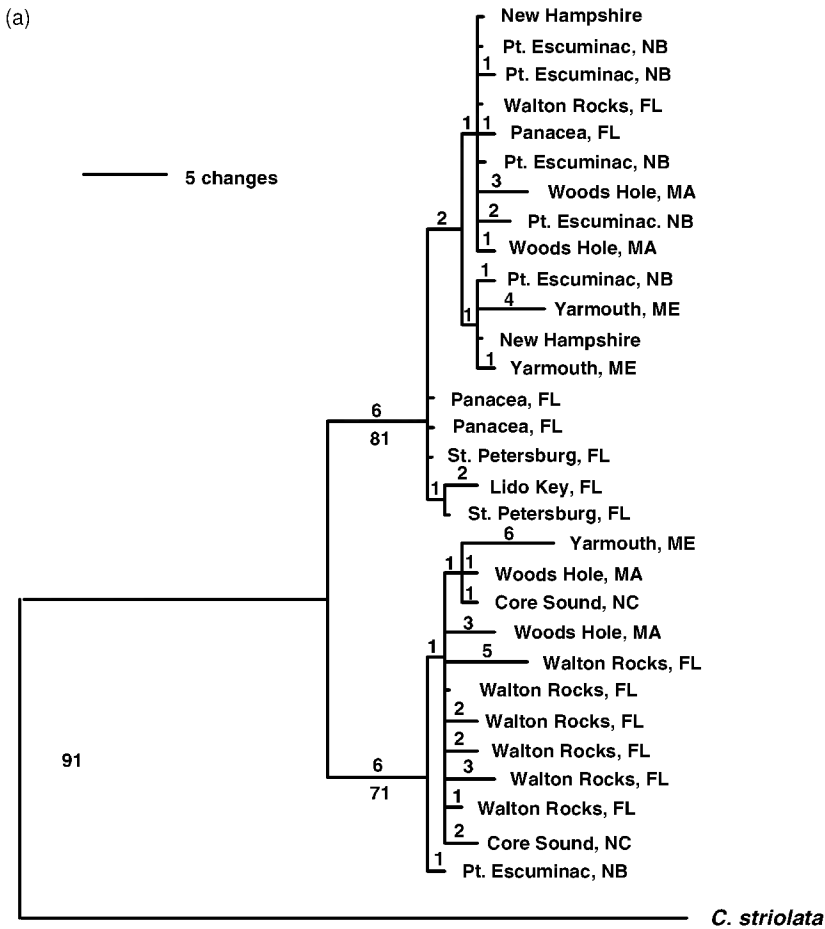 (a)
New Hampshire
Pt. Escuminac, NB
1
Pt. Escuminac, NB
Walton Rocks, FL
1 1
Panacea, FL
Pt. Escuminac, NB
3
Woods Hole, MA
5 changes
2
2
Pt. Escuminac. NB
1
Woods Hole, MA
1
Pt. Escuminac, NB
4
Yarmouth, ME
1
New Hampshire
1
Yarmouth, ME
Panacea, FL
6
81
Panacea, FL
St. Petersburg, FL
2
1
Lido Key, FL
St. Petersburg, FL
6
Yarmouth, ME
1 1
Woods Hole, MA
1
Core Sound, NC
3
Woods Hole, MA
1
5
Walton Rocks, FL
Walton Rocks, FL
2
Walton Rocks, FL
2
Walton Rocks, FL
91
6
71
3
Walton Rocks, FL
1
Walton Rocks, FL
2
Core Sound, NC
1
Pt. Escuminac, NB
C. striolata